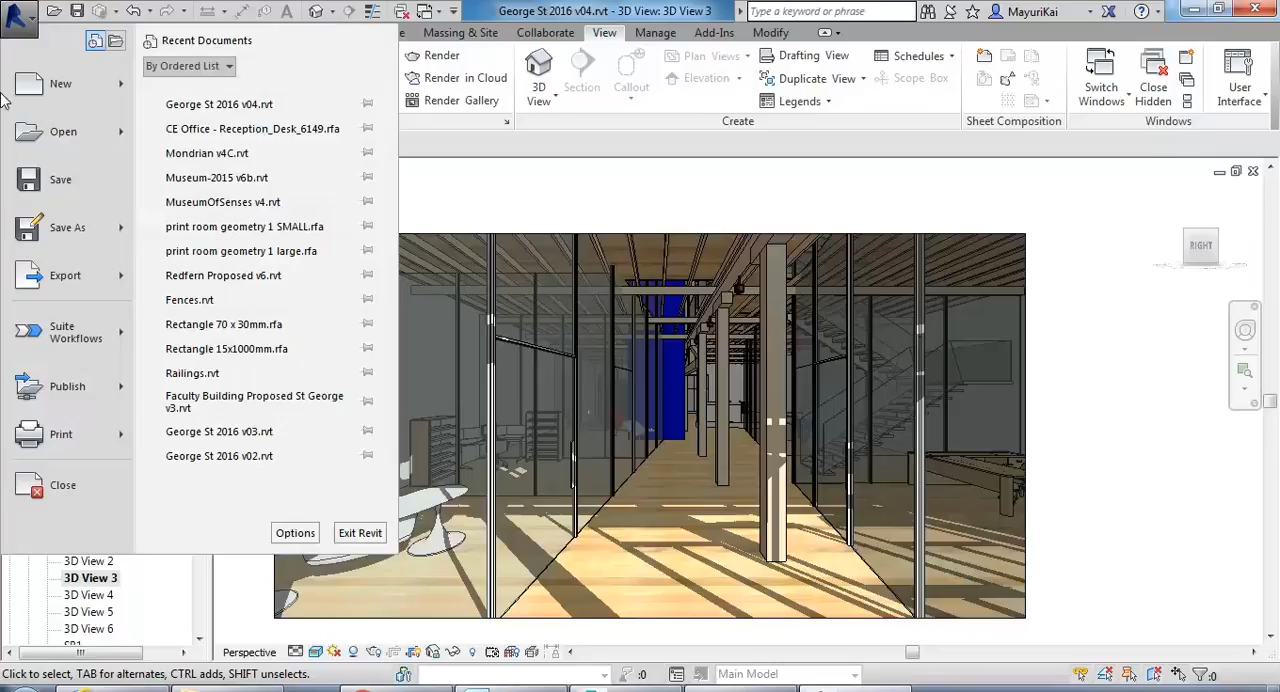 George St 2016 v04.rvt - 3D View: 3D View 3
Type a keyword or phrase
MayuriKai
Massing & Site
Collaborate
View
Manage
Add-Ins
Modify
Render
Render in Cloud
Render Gallery
3D
View
Section
Callout
Plan Views
Elevation
Drafting View
Duplicate View
Legends
Schedules
Scope Box
Switch
Windows
Close
Hidden
User
Interface
Create
Sheet Composition
Windows
Recent Documents
By Ordered List
New
Open
Save
Save As
Export
Suite
Workflows
Publish
Print
Close
George St 2016 v04.rvt
CE Office - Reception_Desk_6149.rfa
Mondrian v4C.rvt
Museum-2015 v6b.rvt
MuseumOfSenses v4.rvt
print room geometry 1 SMALL.rfa
print room geometry 1 large.rfa
Redfern Proposed v6.rvt
Fences.rvt
Rectangle 70 x 30mm.rvt
Rectangle 15x1000mm.rvt
Railings.rvt
Faculty Building Proposed St George
v3.rvt
George St 2016 v03.rvt
George St 2016 v02.rvt
Options
Exit Revit
RIGHT
3D View 2
3D View 3
3D View 4
3D View 5
3D View 6
Perspective
Click to select, TAB for alternates, CTRL adds, SHIFT unselects.
:0
Main Model
:0